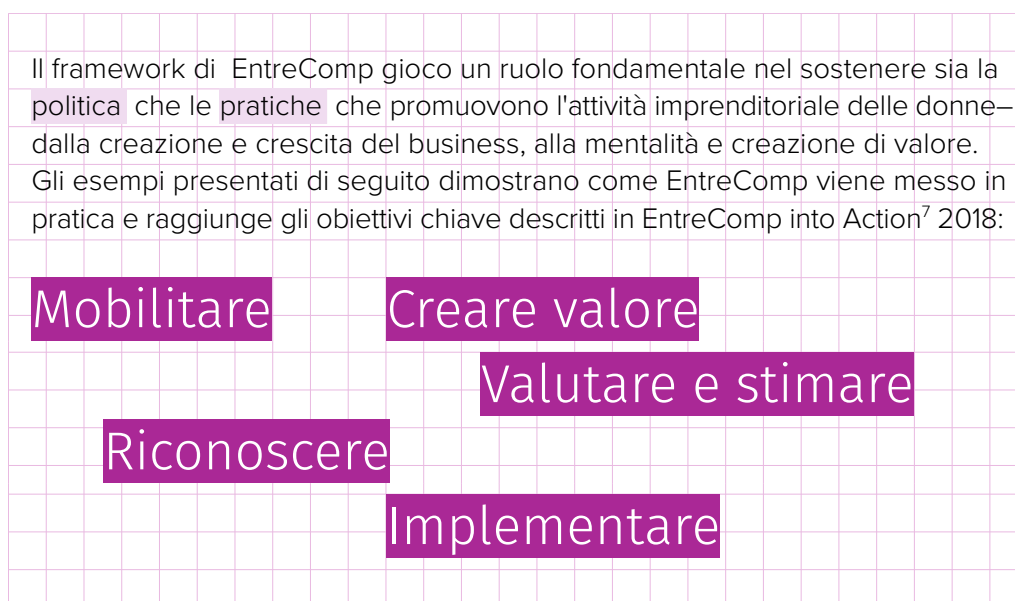 Il framework di  EntreComp gioco un ruolo fondamentale nel sostenere sia la
politica che le pratiche che promuovono l'attività imprenditoriale delle donne–
dalla creazione e crescita del business, alla mentalità e creazione di valore.
Gli esempi presentati di seguito dimostrano come EntreComp viene messo in
pratica e raggiunge gli obiettivi chiave descritti in EntreComp into Action⁷ 2018:
Mobilitare
Creare valore
Valutare e stimare
Riconoscere
Implementare